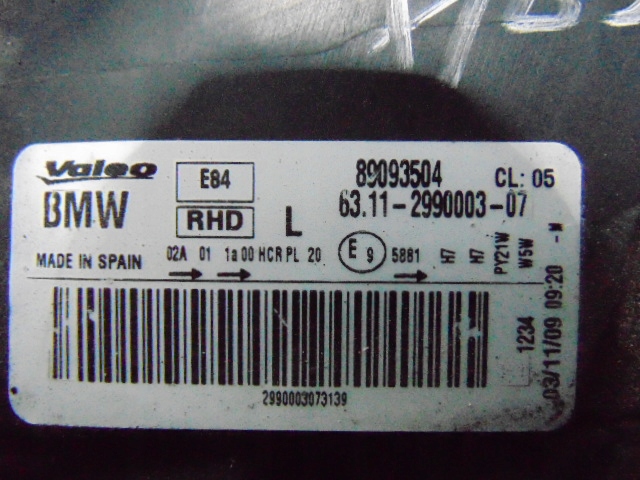 Valeo E84 89093504 CL: 05
BMW RHD L 63.11-2990003-07
MADE IN SPAIN 02A 01 1a 00 HCR PL 20 E 9 5881 H7 H7 PY21W W5W
1234
03/11/09 09:20 -M
2990003073139